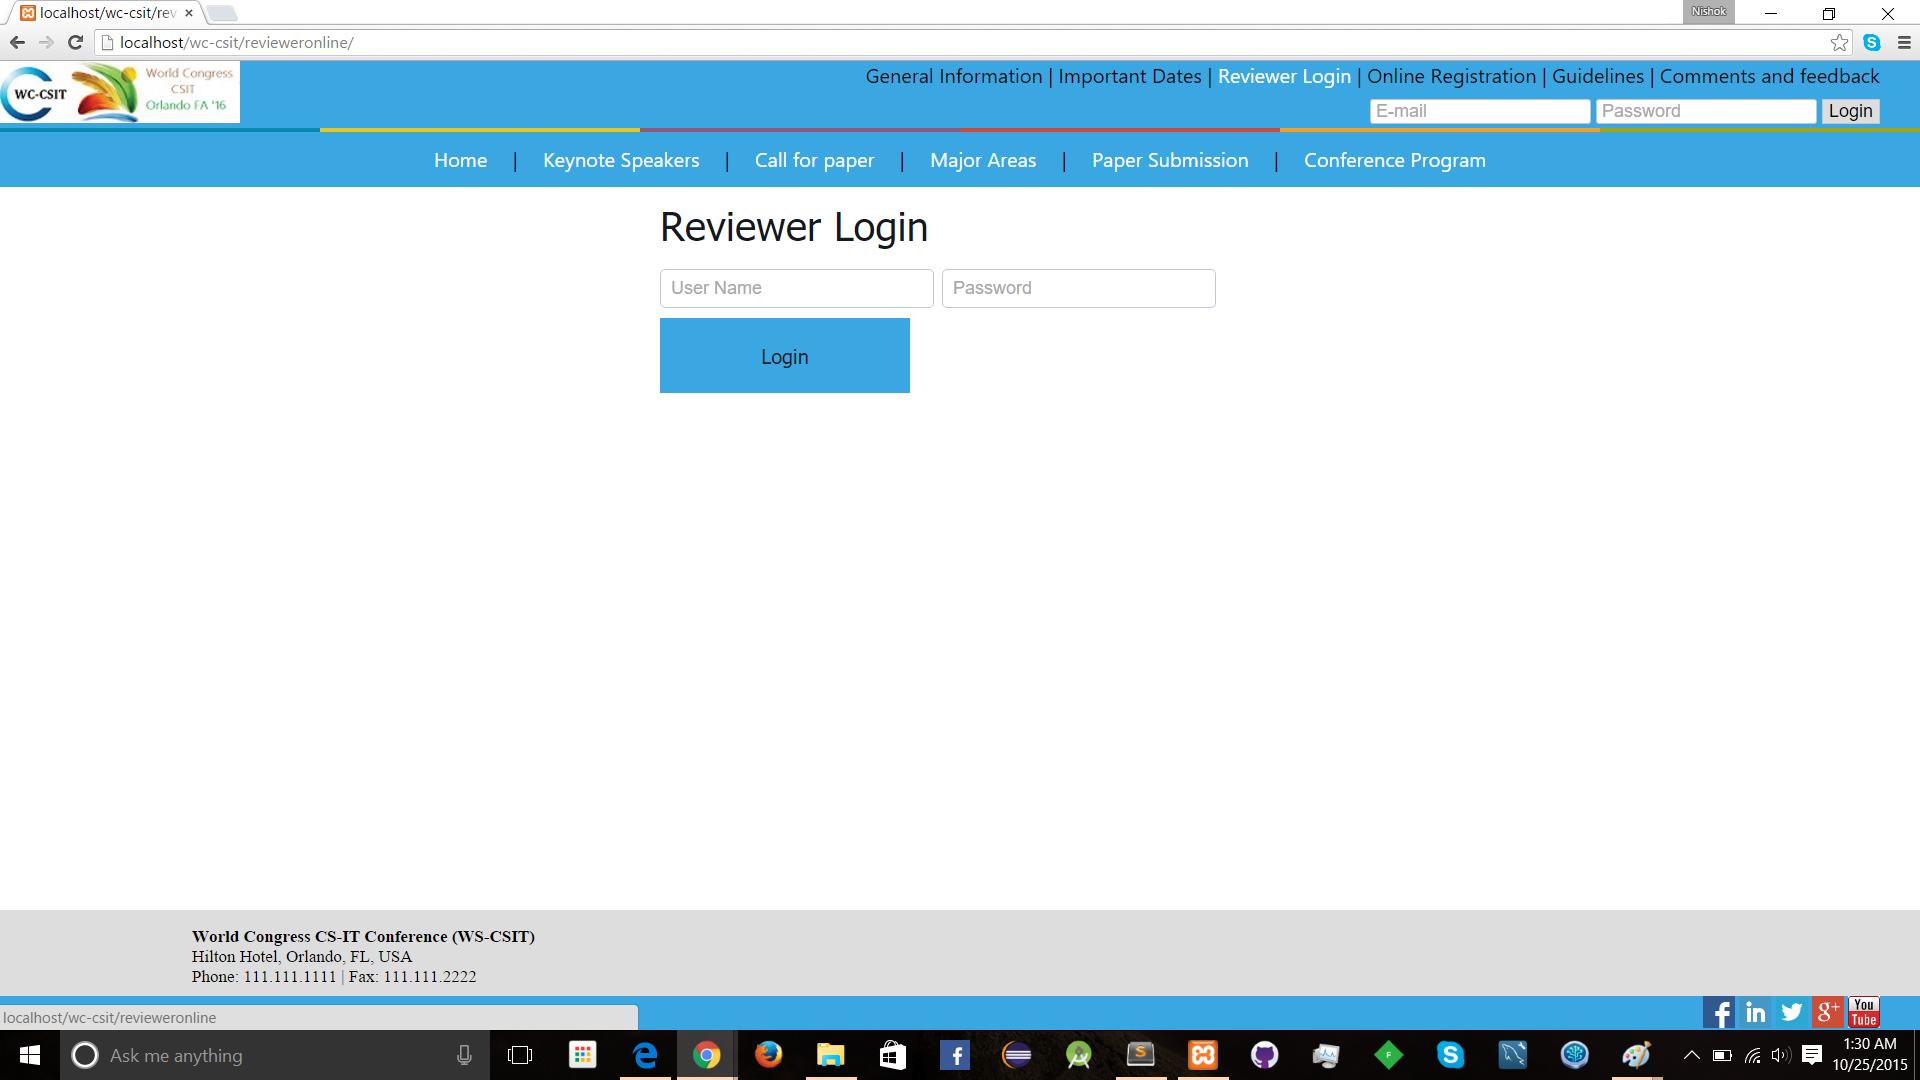 localhost/wc-csit/rev
Nishok
localhost/wc-csit/revieweronline/
WC-CSIT
World Congress
CSIT
Orlando FA '16
General Information | Important Dates | Reviewer Login | Online Registration | Guidelines | Comments and feedback
E-mail Password Login
Home | Keynote Speakers | Call for paper | Major Areas | Paper Submission | Conference Program
Reviewer Login
User Name Password
Login
World Congress CS-IT Conference (WS-CSIT)
Hilton Hotel, Orlando, FL, USA
Phone: 111.111.1111 | Fax: 111.111.2222
localhost/wc-csit/revieweronline
You
Tube
Ask me anything
1:30 AM
10/25/2015